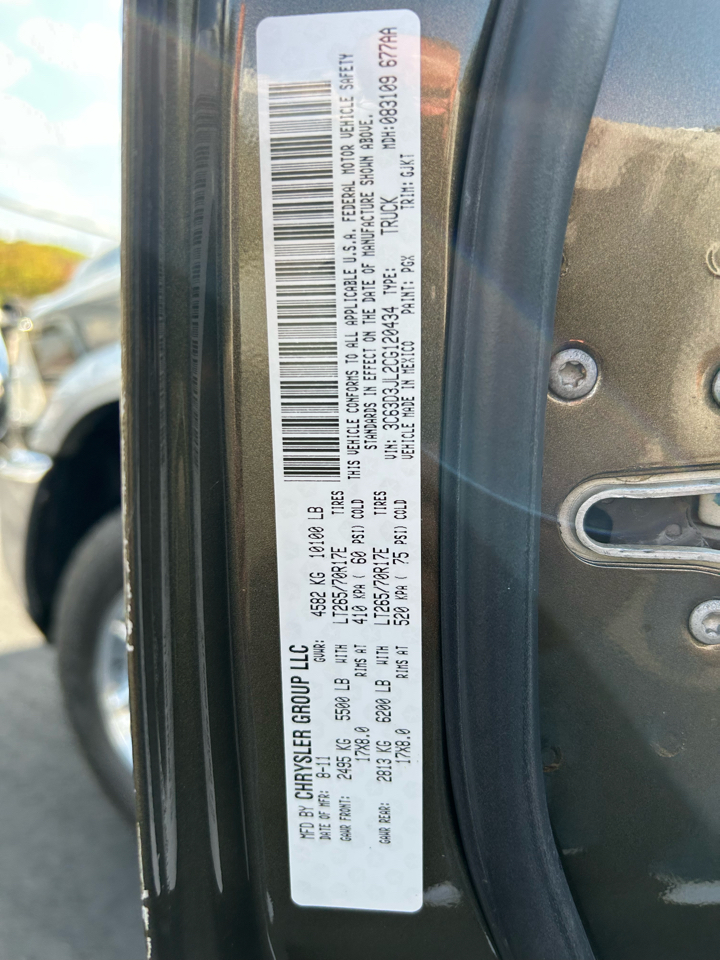 MFD BY CHRYSLER GROUP LLC
DATE OF MFR: 8-11 GVWR: 4582 KG 10100 LB
GAWR FRONT: 2495 KG 5500 LB WITH LT265/70R17E TIRES
17X8.0 RIMS AT 410 KPA ( 60 PSI) COLD
GAWR REAR: 2813 KG 6200 LB WITH LT265/70R17E TIRES
17X8.0 RIMS AT 520 KPA ( 75 PSI) COLD
THIS VEHICLE CONFORMS TO ALL APPLICABLE U.S.A. FEDERAL MOTOR VEHICLE SAFETY
STANDARDS IN EFFECT ON THE DATE OF MANUFACTURE SHOWN ABOVE.
VIN: 3C63D3JL2CG120434 TYPE: TRUCK MDH:083109 677AA
VEHICLE MADE IN MEXICO PAINT: PGX TRIM: GJKT